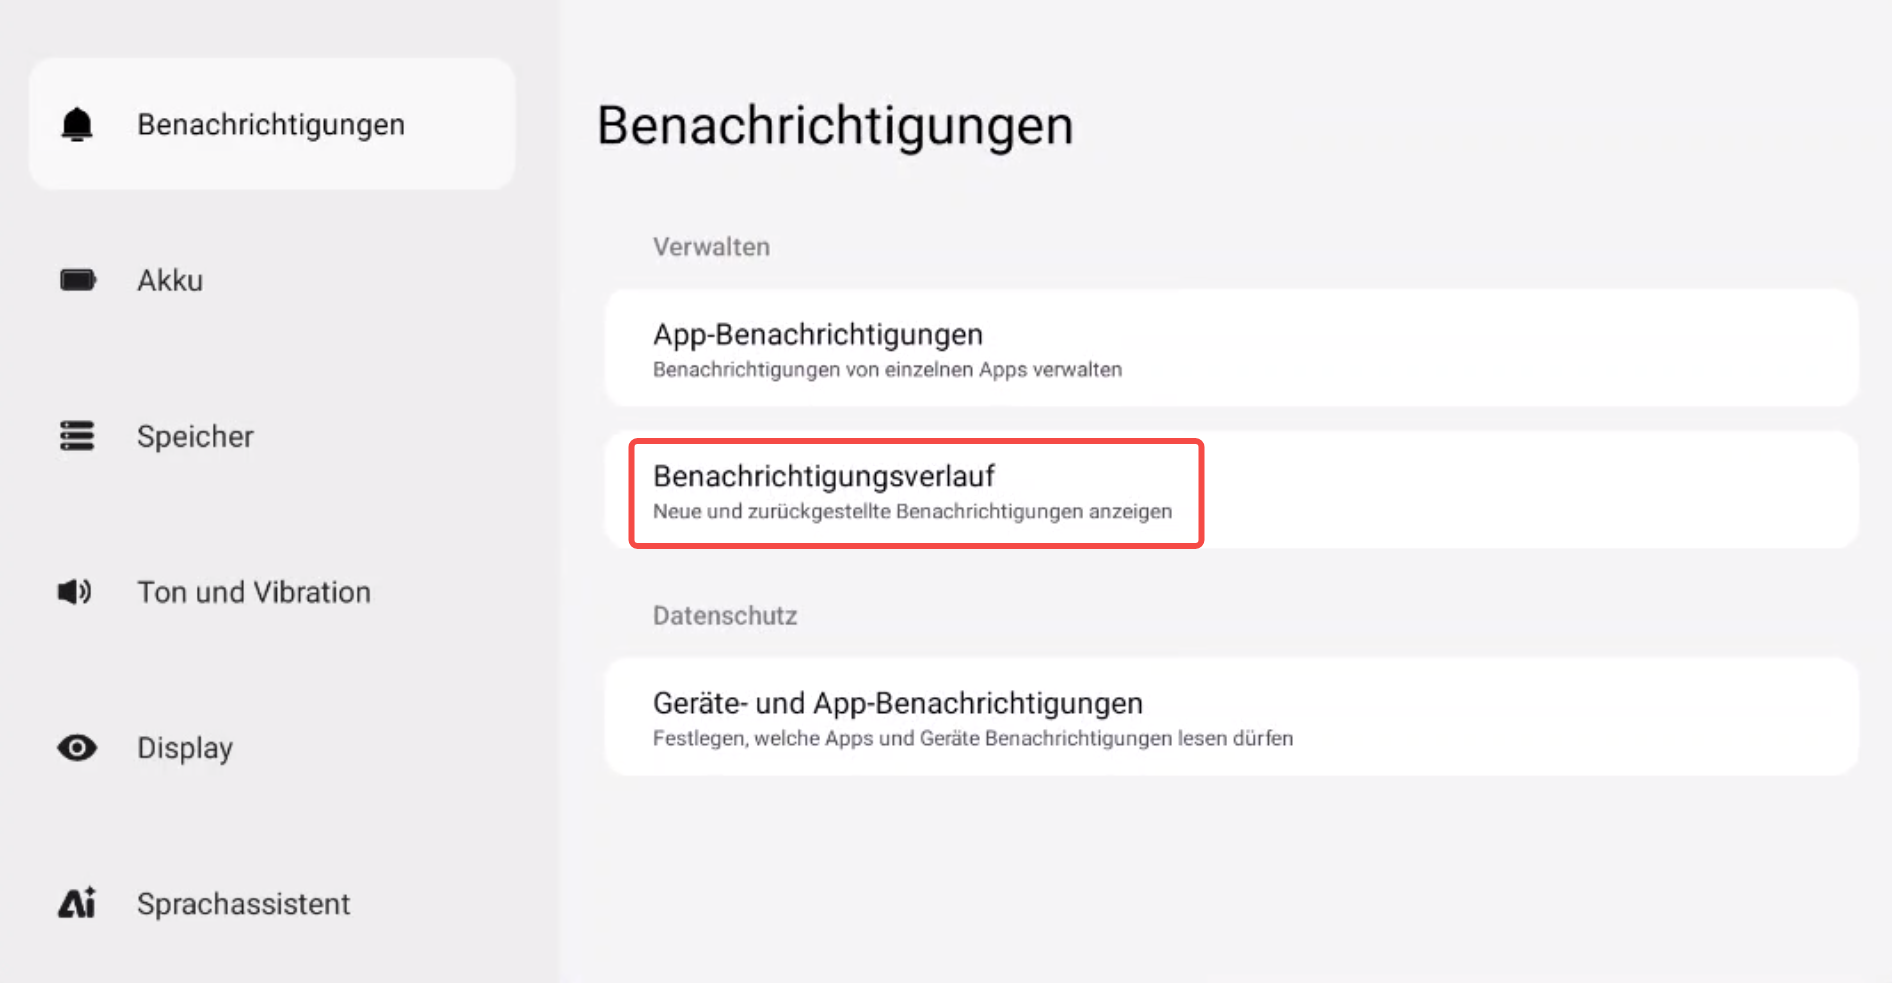 Benachrichtigungen
Akku
Speicher
Ton und Vibration
Display
Ai
Sprachassistent
Benachrichtigungen
Verwalten
App-Benachrichtigungen
Benachrichtigungen von einzelnen Apps verwalten
Benachrichtigungsverlauf
Neue und zurückgestellte Benachrichtigungen anzeigen
Datenschutz
Geräte- und App-Benachrichtigungen
Festlegen, welche Apps und Geräte Benachrichtigungen lesen dürfen